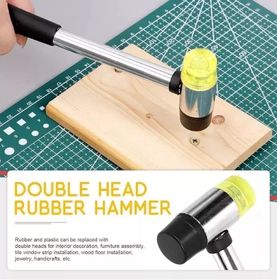 DOUBLE HEAD
RUBBER HAMMER
Rubber and plastic can be replaced with
double heads for interior decoration, furniture assembly,
tile window strip installation, wood floor installation,
jewelry, handicrafts, etc.